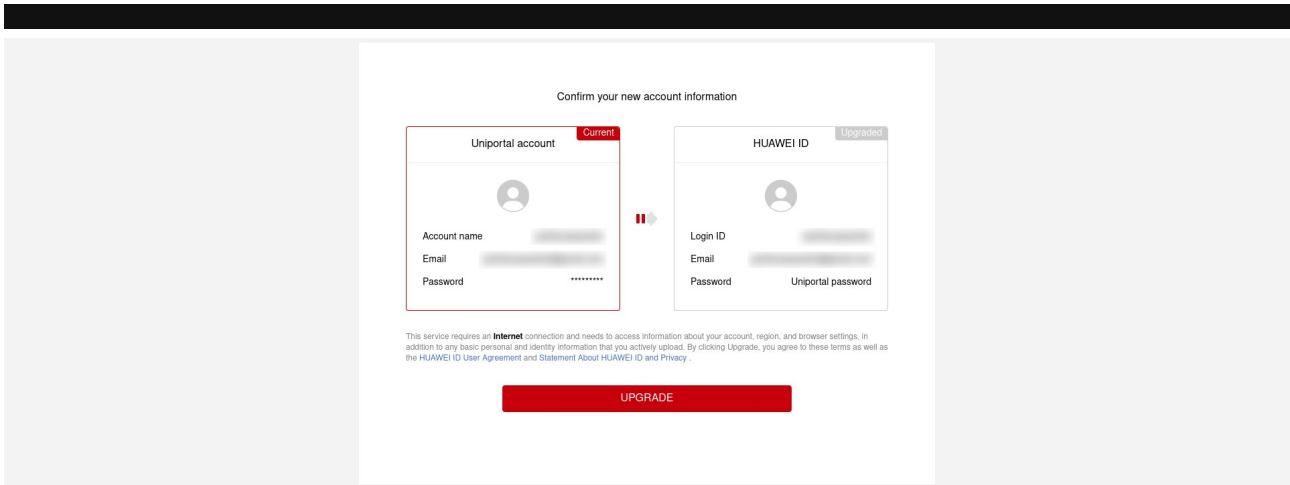 Confirm your new account information
Current
Uniportal account
Account name
Email
Password *********
Upgraded
HUAWEI ID
Login ID
Email
Password Uniportal password
This service requires an Internet connection and needs to access information about your account, region, and browser settings, in
addition to any basic personal and identity information that you actively upload. By clicking Upgrade, you agree to these terms as well as
the HUAWEI ID User Agreement and Statement About HUAWEI ID and Privacy .
UPGRADE